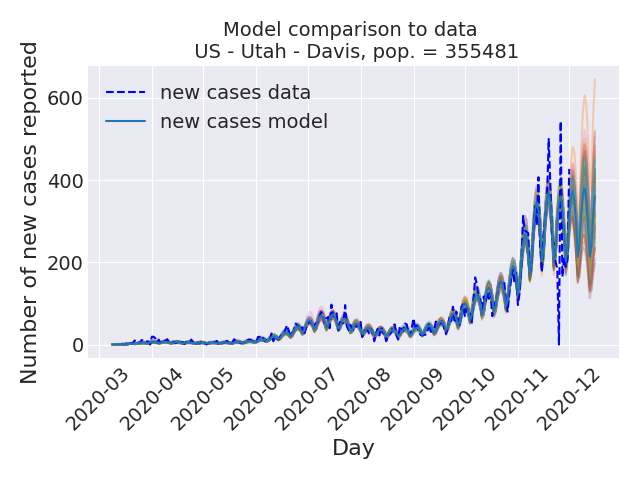 Model comparison to data
US - Utah - Davis, pop. = 355481
Number of new cases reported
600
400
200
0
new cases data
new cases model
2020-03
2020-04
2020-05
2020-06
2020-07
2020-08
2020-09
2020-10
2020-11
2020-12
Day